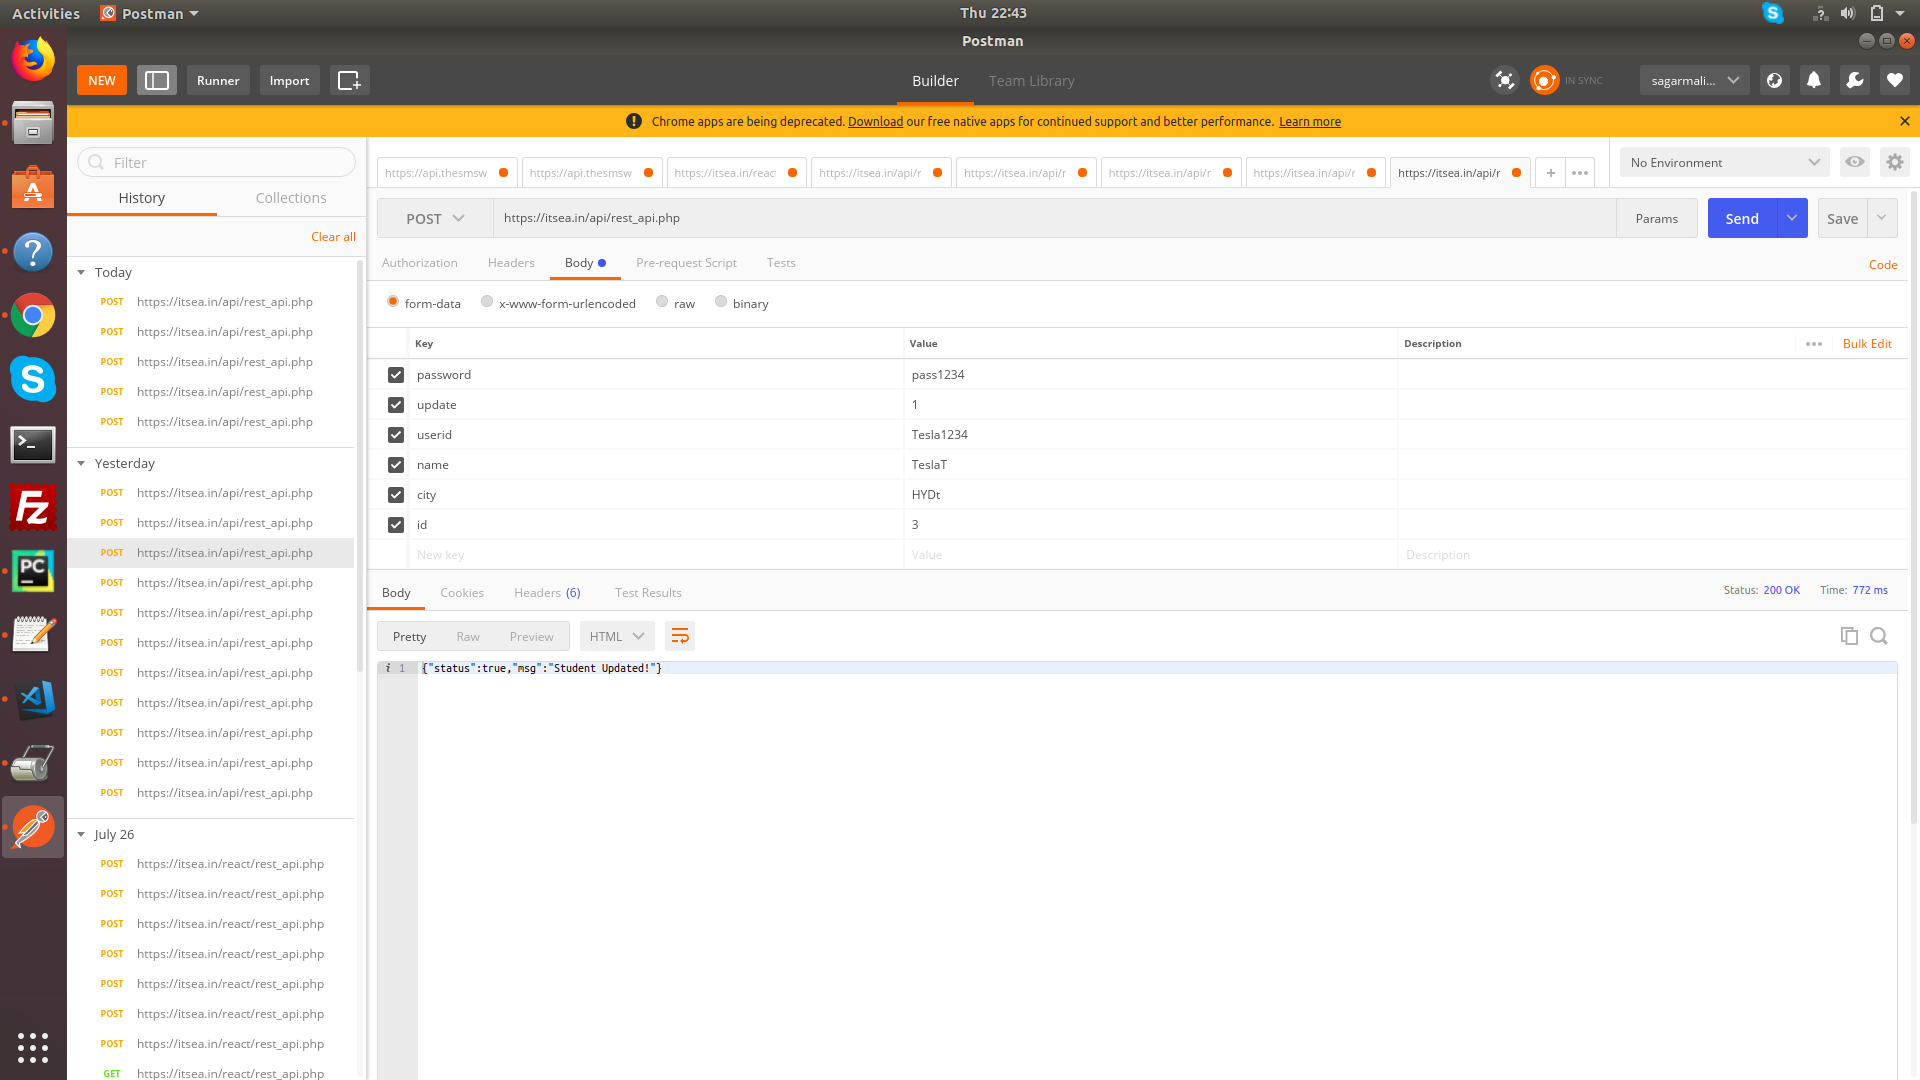 Activities
Postman
Thu 22:43
Postman
NEW
Runner
Import
Builder
Team Library
IN SYNC
sagarmali...
Chrome apps are being deprecated. Download our free native apps for continued support and better performance. Learn more
Filter
History
Collections
Clear all
Today
POST https://itsea.in/api/rest_api.php
POST https://itsea.in/api/rest_api.php
POST https://itsea.in/api/rest_api.php
POST https://itsea.in/api/rest_api.php
POST https://itsea.in/api/rest_api.php
Yesterday
POST https://itsea.in/api/rest_api.php
POST https://itsea.in/api/rest_api.php
POST https://itsea.in/api/rest_api.php
POST https://itsea.in/api/rest_api.php
POST https://itsea.in/api/rest_api.php
POST https://itsea.in/api/rest_api.php
POST https://itsea.in/api/rest_api.php
POST https://itsea.in/api/rest_api.php
POST https://itsea.in/api/rest_api.php
POST https://itsea.in/api/rest_api.php
POST https://itsea.in/api/rest_api.php
July 26
POST https://itsea.in/react/rest_api.php
POST https://itsea.in/react/rest_api.php
POST https://itsea.in/react/rest_api.php
POST https://itsea.in/react/rest_api.php
POST https://itsea.in/react/rest_api.php
POST https://itsea.in/react/rest_api.php
POST https://itsea.in/react/rest_api.php
GET https://itsea.in/react/rest_api.php
https://api.thesmsw
https://api.thesmsw
https://itsea.in/reac
https://itsea.in/api/r
https://itsea.in/api/r
https://itsea.in/api/r
https://itsea.in/api/r
https://itsea.in/api/r
No Environment
POST
https://itsea.in/api/rest_api.php
Params
Send
Save
Authorization
Headers
Body
Pre-request Script
Tests
Code
form-data
x-www-form-urlencoded
raw
binary
Key Value Description
Bulk Edit
password pass1234
update 1
userid Tesla1234
name TeslaT
city HYDt
id 3
New key Value Description
Body
Cookies
Headers (6)
Test Results
Status: 200 OK
Time: 772 ms
Pretty
Raw
Preview
HTML
i 1 {"status":true,"msg":"Student Updated!"}